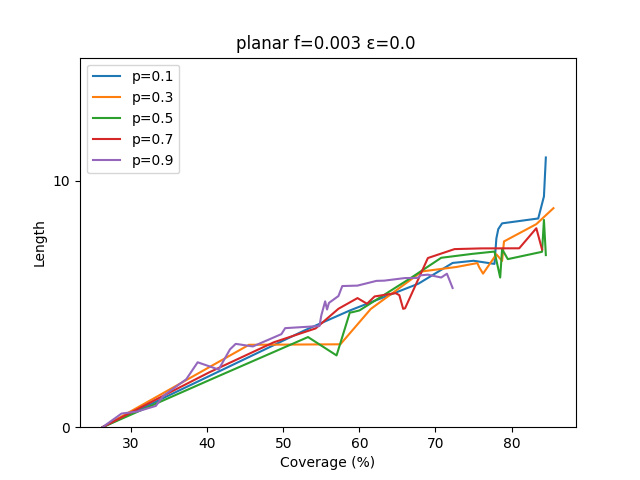 planar f=0.003 ε=0.0
p=0.1
p=0.3
p=0.5
p=0.7
p=0.9
10
0
Length
30 40 50 60 70 80
Coverage (%)